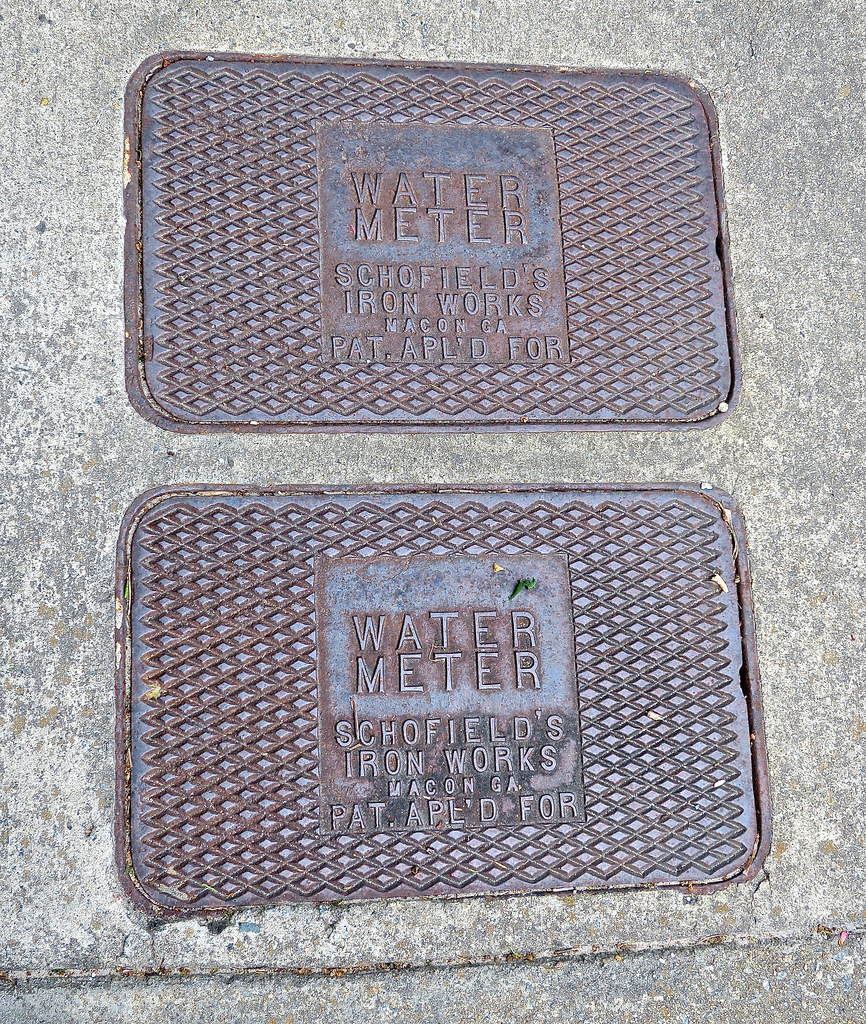 WATER
METER
SCHOFIELD'S
IRON WORKS
MACON GA
PAT. APL'D FOR
WATER
METER
SCHOFIELD'S
IRON WORKS
MACON GA.
PAT. APL'D FOR